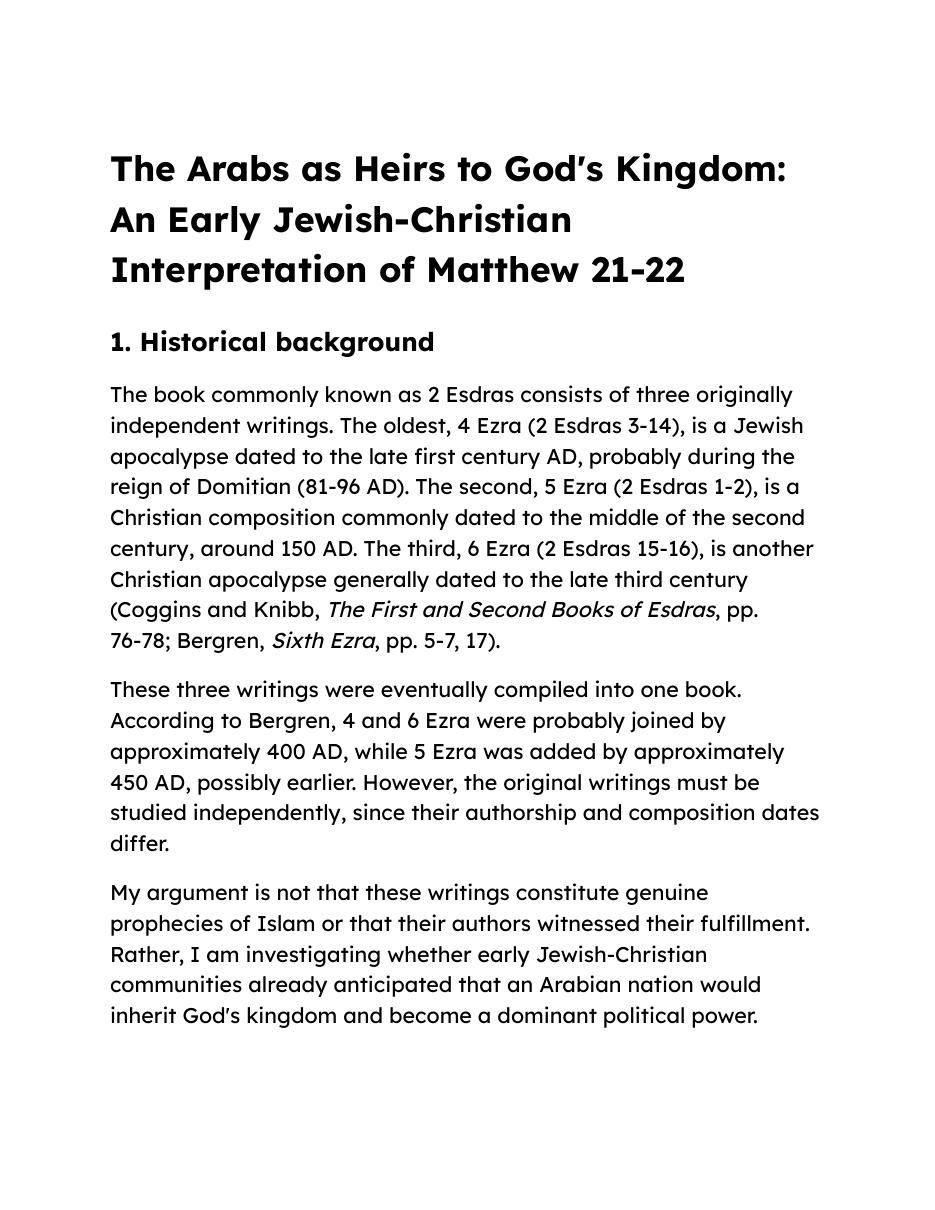 The Arabs as Heirs to God's Kingdom:
An Early Jewish-Christian
Interpretation of Matthew 21-22
1. Historical background
The book commonly known as 2 Esdras consists of three originally
independent writings. The oldest, 4 Ezra (2 Esdras 3-14), is a Jewish
apocalypse dated to the late first century AD, probably during the
reign of Domitian (81-96 AD). The second, 5 Ezra (2 Esdras 1-2), is a
Christian composition commonly dated to the middle of the second
century, around 150 AD. The third, 6 Ezra (2 Esdras 15-16), is another
Christian apocalypse generally dated to the late third century
(Coggins and Knibb, The First and Second Books of Esdras, pp.
76-78; Bergren, Sixth Ezra, pp. 5-7, 17).
These three writings were eventually compiled into one book.
According to Bergren, 4 and 6 Ezra were probably joined by
approximately 400 AD, while 5 Ezra was added by approximately
450 AD, possibly earlier. However, the original writings must be
studied independently, since their authorship and composition dates
differ.
My argument is not that these writings constitute genuine
prophecies of Islam or that their authors witnessed their fulfillment.
Rather, I am investigating whether early Jewish-Christian
communities already anticipated that an Arabian nation would
inherit God's kingdom and become a dominant political power.